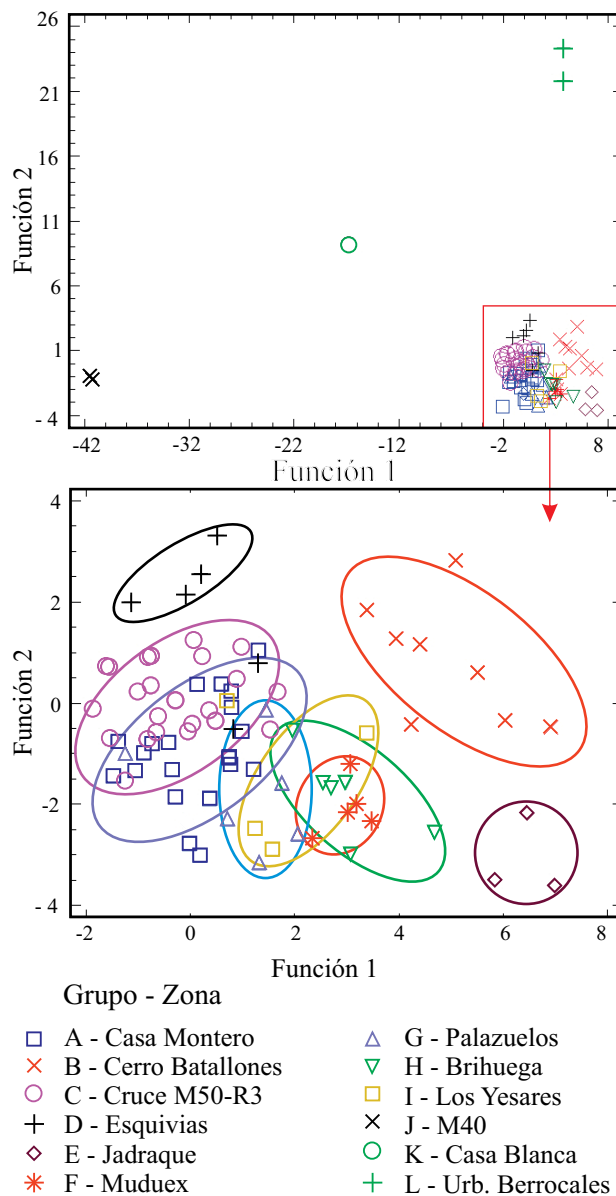 26
21
16
11
6
1
- 4
Función 2
-42 -32 -22 -12 -2 8
Función 1
4
2
0
- 2
- 4
Función 2
-2 0 2 4 6 8
Función 1
Grupo - Zona
A - Casa Montero
B - Cerro Batallones
C - Cruce M50-R3
D - Esquivias
E - Jadraque
F - Muduex
G - Palazuelos
H - Brihuega
I - Los Yesares
J - M40
K - Casa Blanca
L - Urb. Berrocales